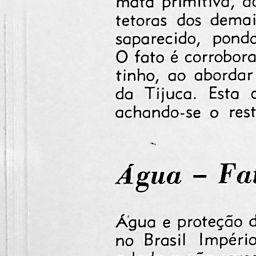 mata primitiva,
tetoras dos demai
saparecido, pondo
O fato é corrobora
tinho, ao abordar
da Tijuca. Esta
achando-se o rest
Água – Fat
Água e proteção d
no Brasil Império